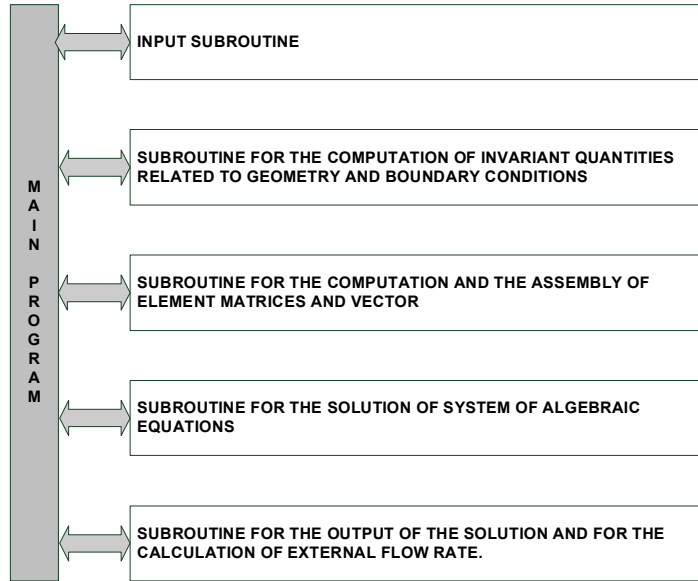 MAIN PROGRAM
INPUT SUBROUTINE
SUBROUTINE FOR THE COMPUTATION OF INVARIANT QUANTITIES
RELATED TO GEOMETRY AND BOUNDARY CONDITIONS
SUBROUTINE FOR THE COMPUTATION AND THE ASSEMBLY OF
ELEMENT MATRICES AND VECTOR
SUBROUTINE FOR THE SOLUTION OF SYSTEM OF ALGEBRAIC
EQUATIONS
SUBROUTINE FOR THE OUTPUT OF THE SOLUTION AND FOR THE
CALCULATION OF EXTERNAL FLOW RATE.